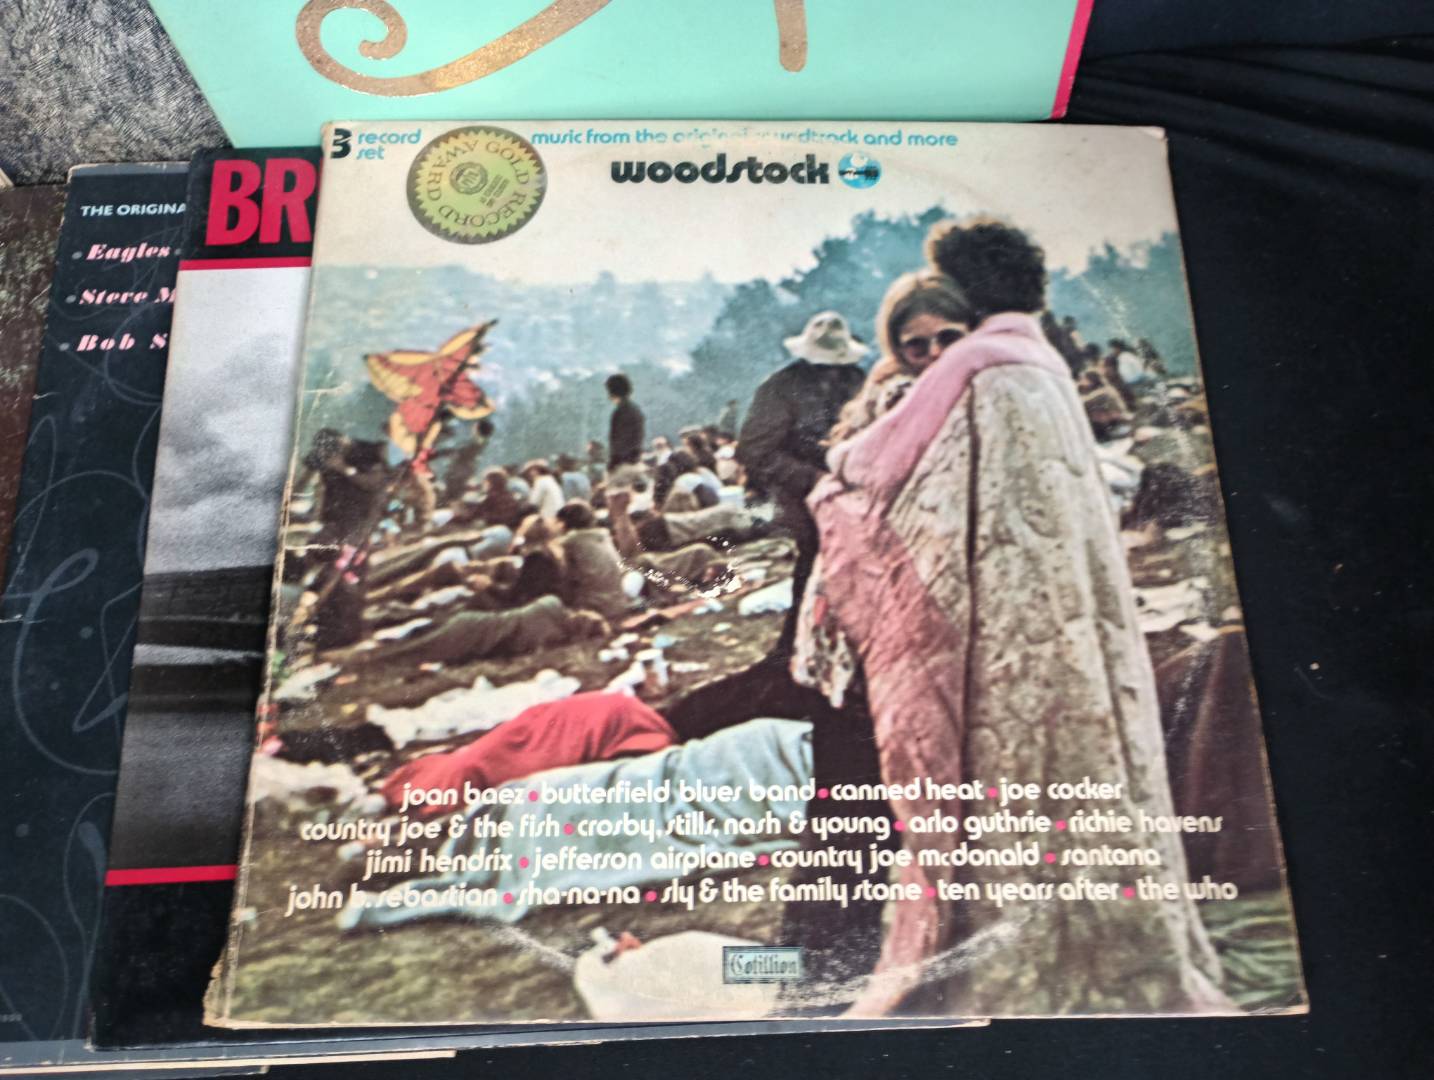 THE ORIGINA
Eagles
Steve M
Bob S
BR
3 record
set
GOLD RECORD AWARD
music from the original soundtrack and more
woodstock
joan baez • butterfield blues band • canned heat • joe cocker
country joe & the fish • crosby, stills, nash & young • arlo guthrie • richie havens
jimi hendrix • jefferson airplane • country joe mcdonald • santana
john b. sebastian • sha-na-na • sly & the family stone • ten years after • the who
Cotillion